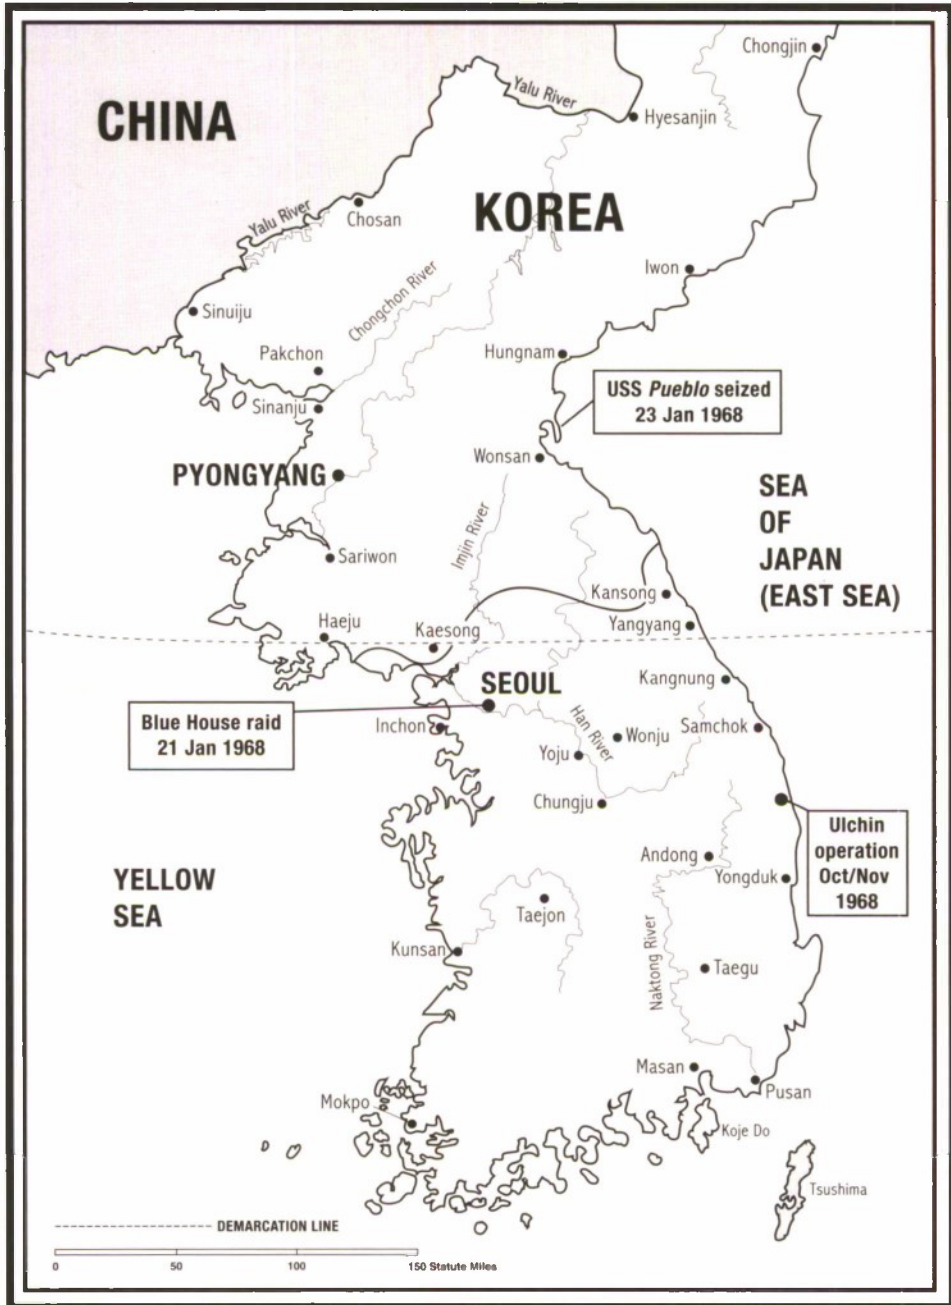 Chongjin
CHINA
Yalu River
Hyesanjin
KOREA
Yalu River
Chosan
Iwon
Chongchon River
Sinuiju
Pakchon
Hungnam
USS Pueblo seized
23 Jan 1968
Sinanju
Wonsan
PYONGYANG
SEA
OF
JAPAN
(EAST SEA)
Imjin River
Sariwon
Kansong
Haeju
Kaesong
Yangyang
SEOUL
Kangnung
Blue House raid
21 Jan 1968
Inchon
Han River
Wonju
Samchok
Yoju
Chungju
Ulchin
operation
Oct/Nov
1968
Andong
Yongduk
YELLOW
SEA
Taejon
Kunsan
Naktong River
Taegu
Masan
Pusan
Mokpo
Koje Do
Tsushima
DEMARCATION LINE
0 50 100 150 Statute Miles